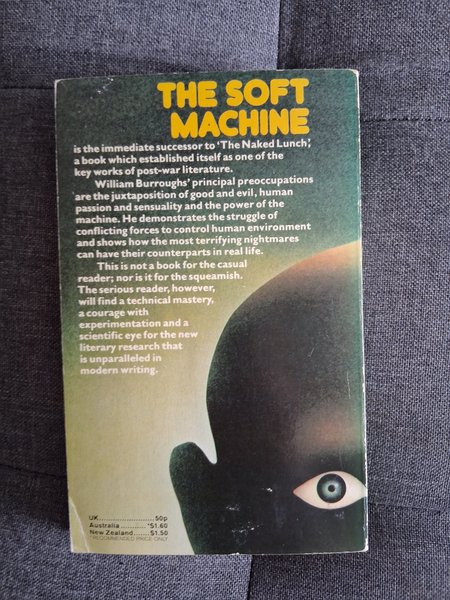 THE SOFT
MACHINE
is the immediate successor to 'The Naked Lunch',
a book which established itself as one of the
key works of post-war literature.
William Burroughs' principal preoccupations
are the juxtaposition of good and evil, human
passion and sensuality and the power of the
machine. He demonstrates the struggle of
conflicting forces to control human environment
and shows how the most terrifying nightmares
can have their counterparts in real life.
This is not a book for the casual
reader; nor is it for the squeamish.
The serious reader, however,
will find a technical mastery,
a courage with
experimentation and a
scientific eye for the new
literary research that
is unparalleled in
modern writing.
UK........................50p
Australia...........*$1.60
New Zealand......$1.50
*RECOMMENDED PRICE ONLY